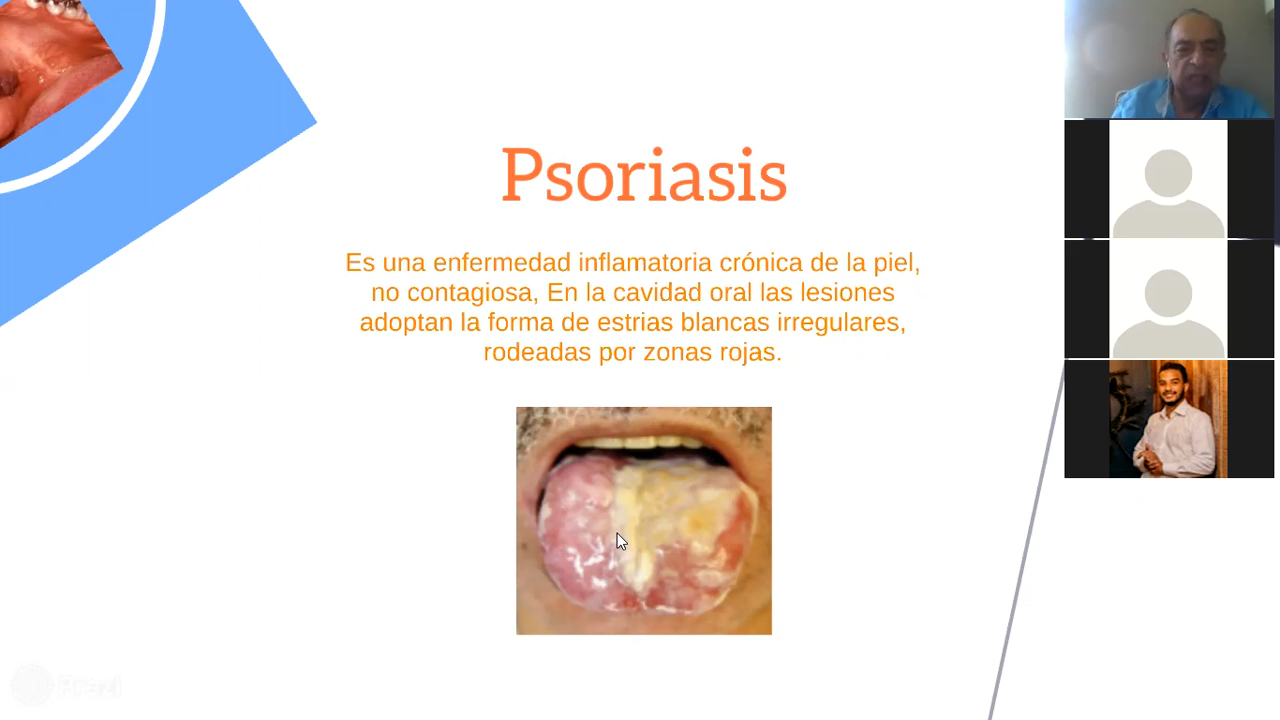 Psoriasis
Es una enfermedad inflamatoria crónica de la piel,
no contagiosa, En la cavidad oral las lesiones
adoptan la forma de estrias blancas irregulares,
rodeadas por zonas rojas.
Prezi